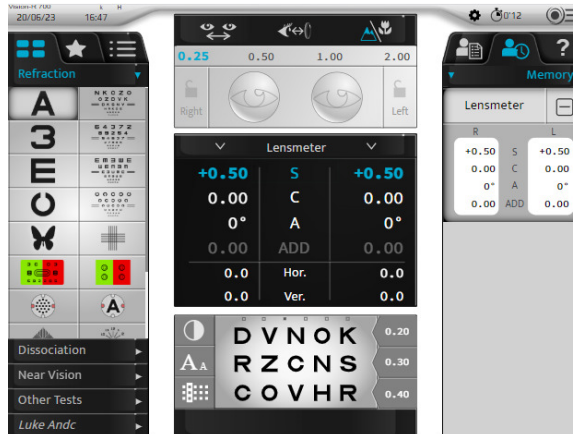 Vision-R 700
20/06/23 16:47
0'12
Refraction
A
3
E
C
A
Dissociation
Near Vision
Other Tests
Luke Andc
0.25 0.50 1.00 2.00
Right Left
Lensmeter
+0.50 S +0.50
0.00 C 0.00
0° A 0°
0.00 ADD 0.00
0.0 Hor. 0.0
0.0 Ver. 0.0
D V N O K 0.20
AA R Z C N S 0.30
C O V H R 0.40
?
Memory
Lensmeter
R L
+0.50 S +0.50
0.00 C 0.00
0° A 0°
0.00 ADD 0.00